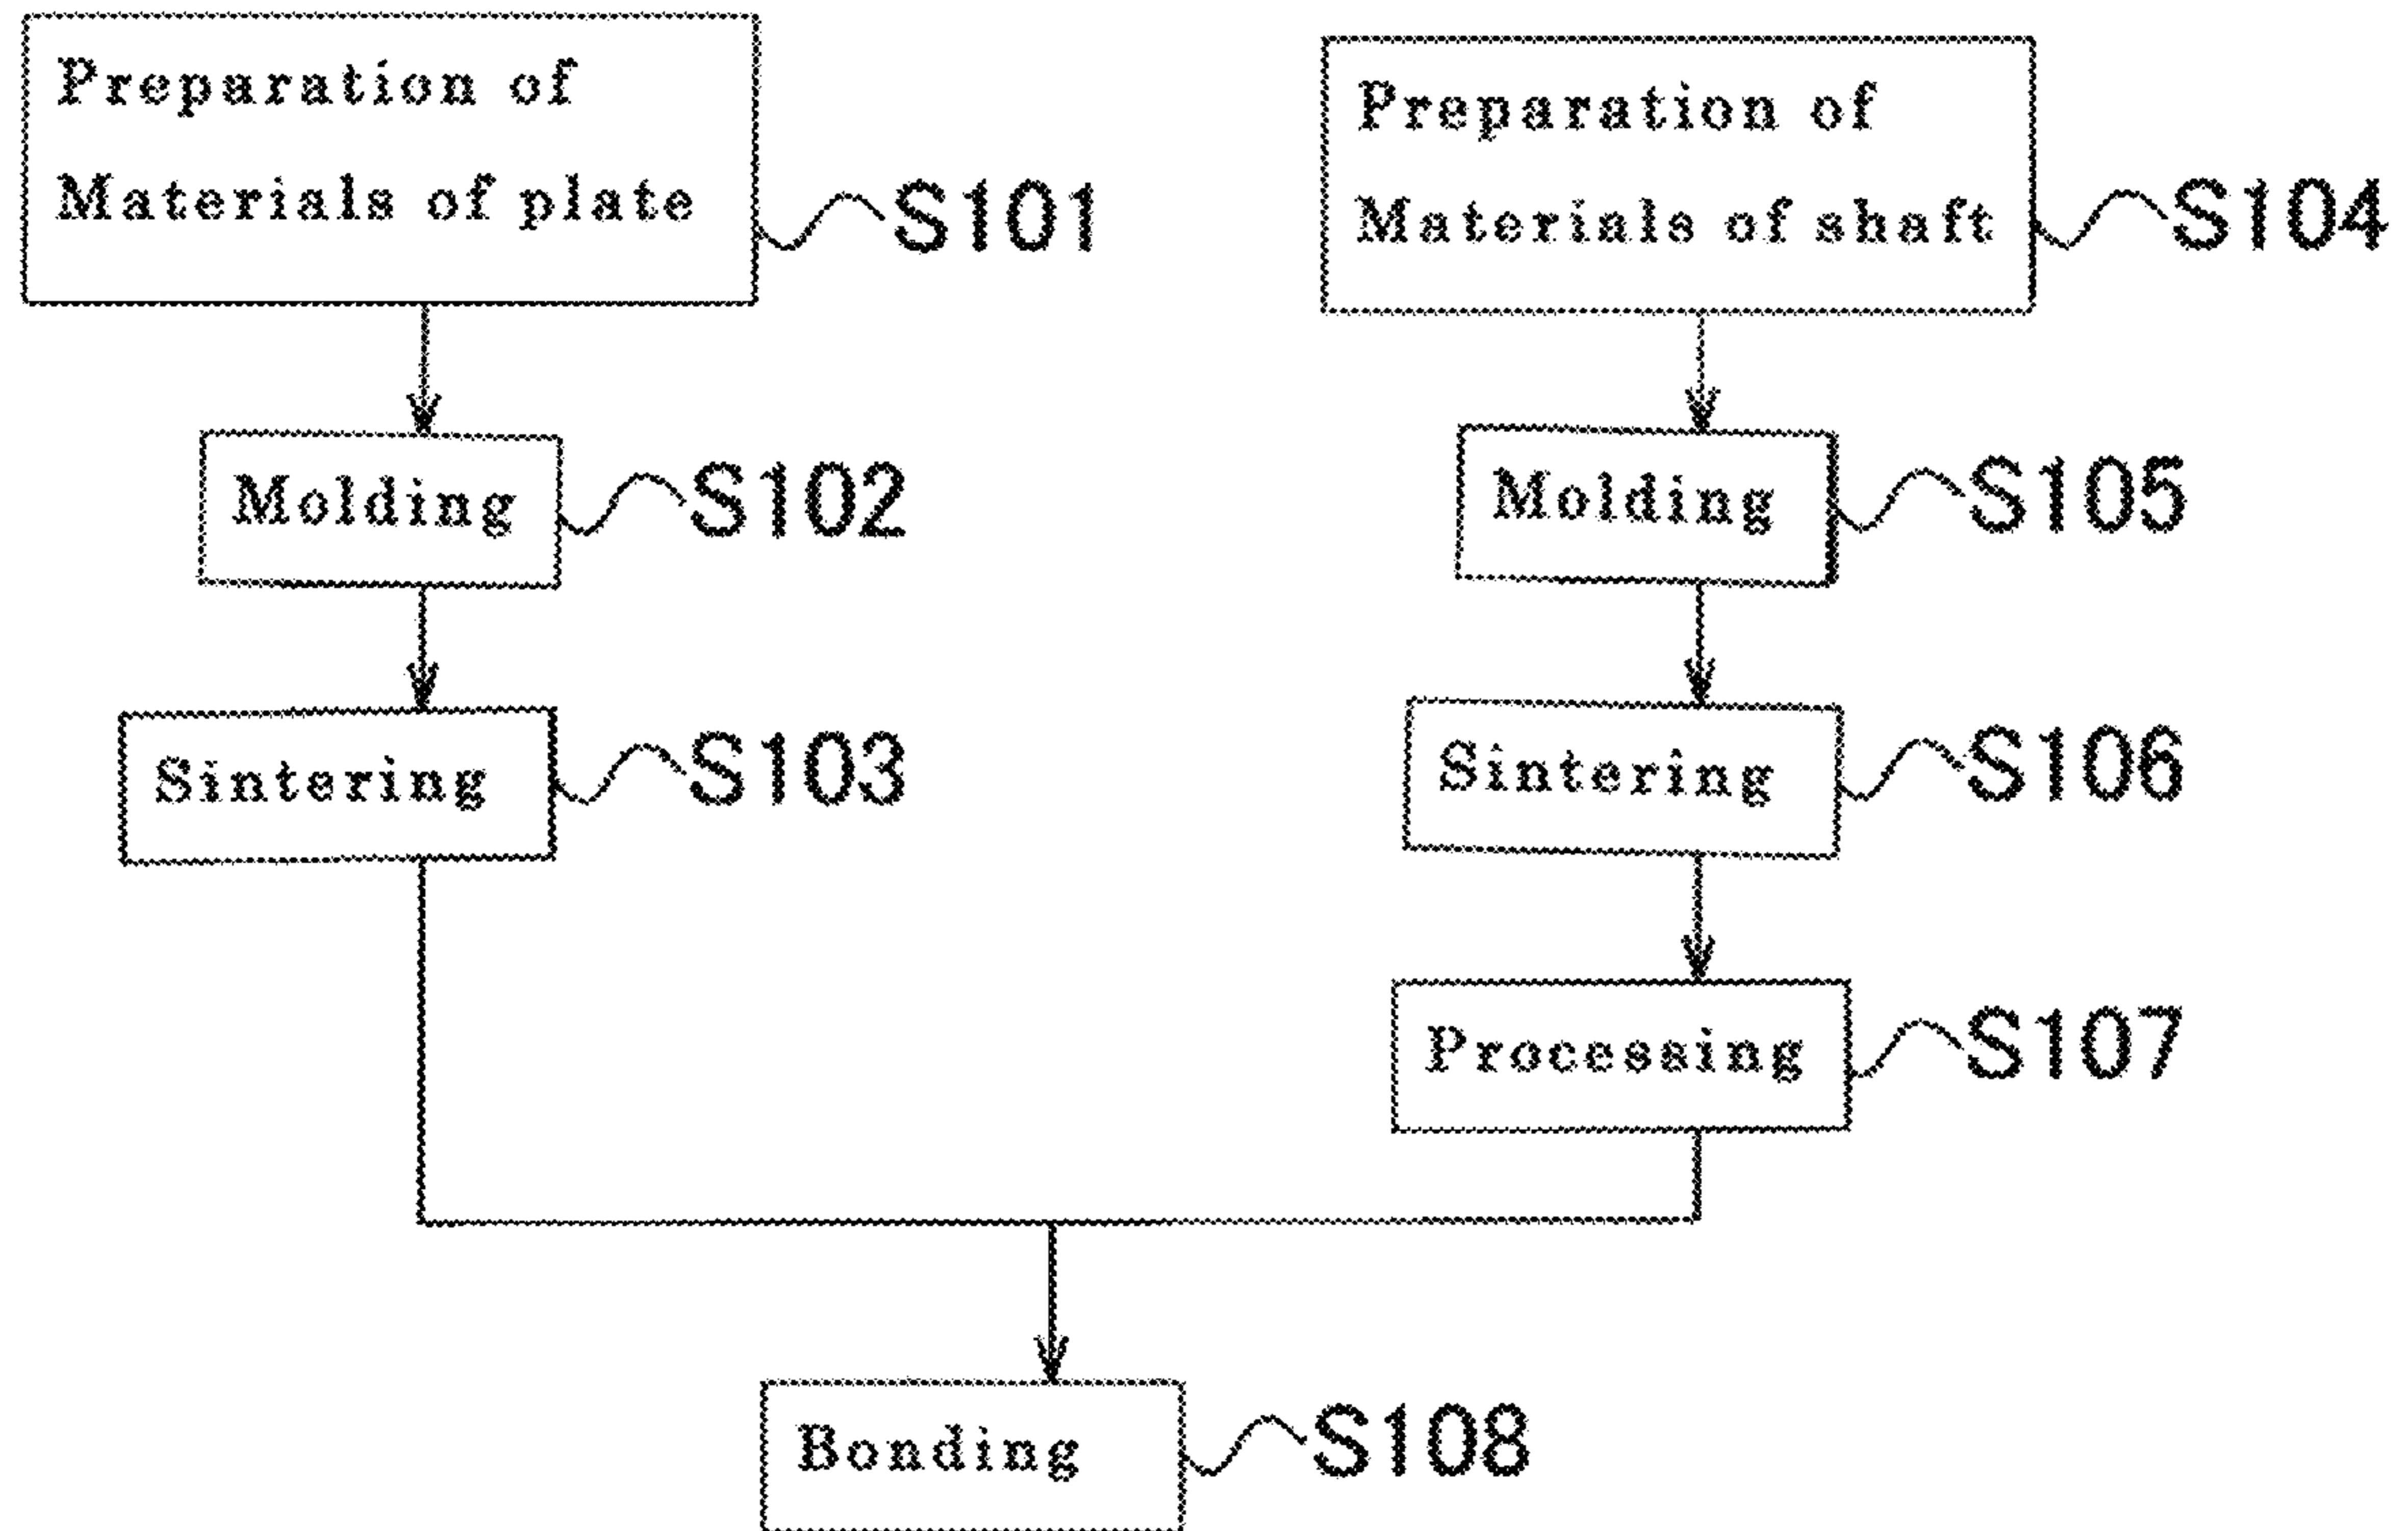 Preparation of
Materials of plate
S101
Molding
S102
Sintering
S103
Preparation of
Materials of shaft
S104
Molding
S105
Sintering
S106
Processing
S107
Bonding
S108